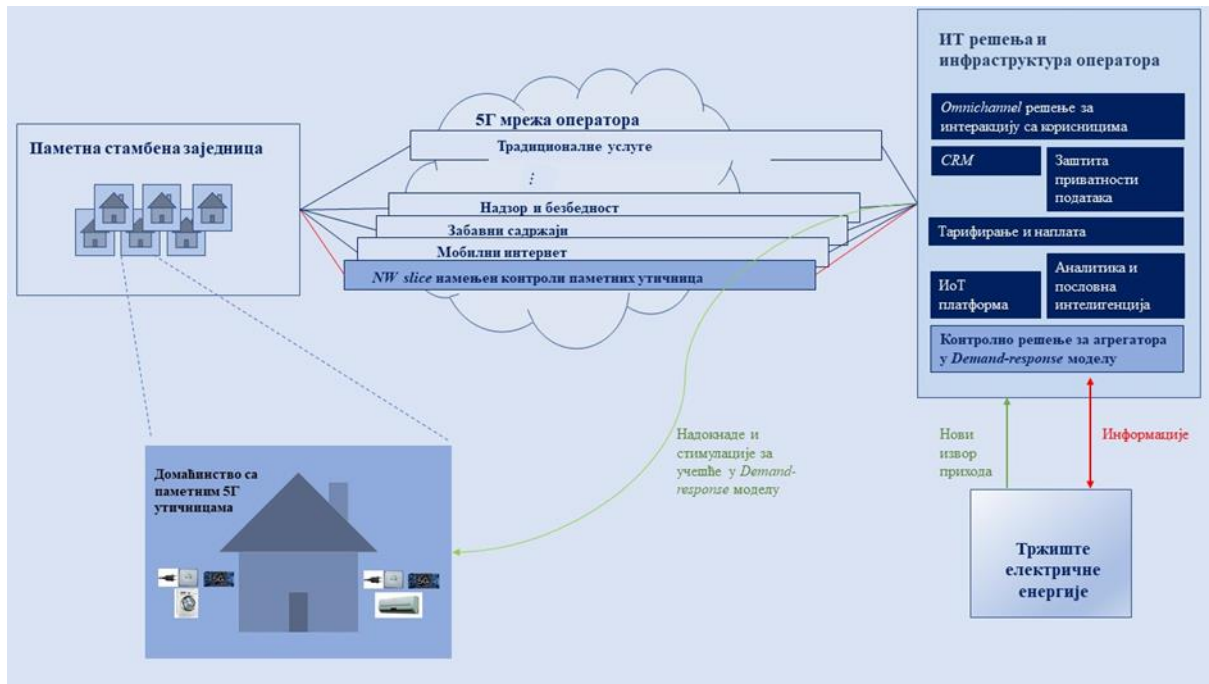 ИТ решења и
инфраструктура оператора
Omnichannel решење за
интеракцију са корисницима
CRM
Заштита
приватности
података
Тарифирање и наплата
ИоТ
платформа
Аналитика и
пословна
интелигенција
Контролно решење за агрегатора
у Demand-response моделу
5Г мрежа оператора
Традиционалне услуге
⋮
Надзор и безбедност
Забавни садржаји
Мобилни интернет
NW slice намењен контроли паметних утичница
Паметна стамбена заједница
Надокнаде и
стимулације за
учешће у Demand-
response моделу
Нови
извор
прихода
Информације
Домаћинство са
паметним 5Г
утичницама
5G
5G
Тржиште
електричне
енергије